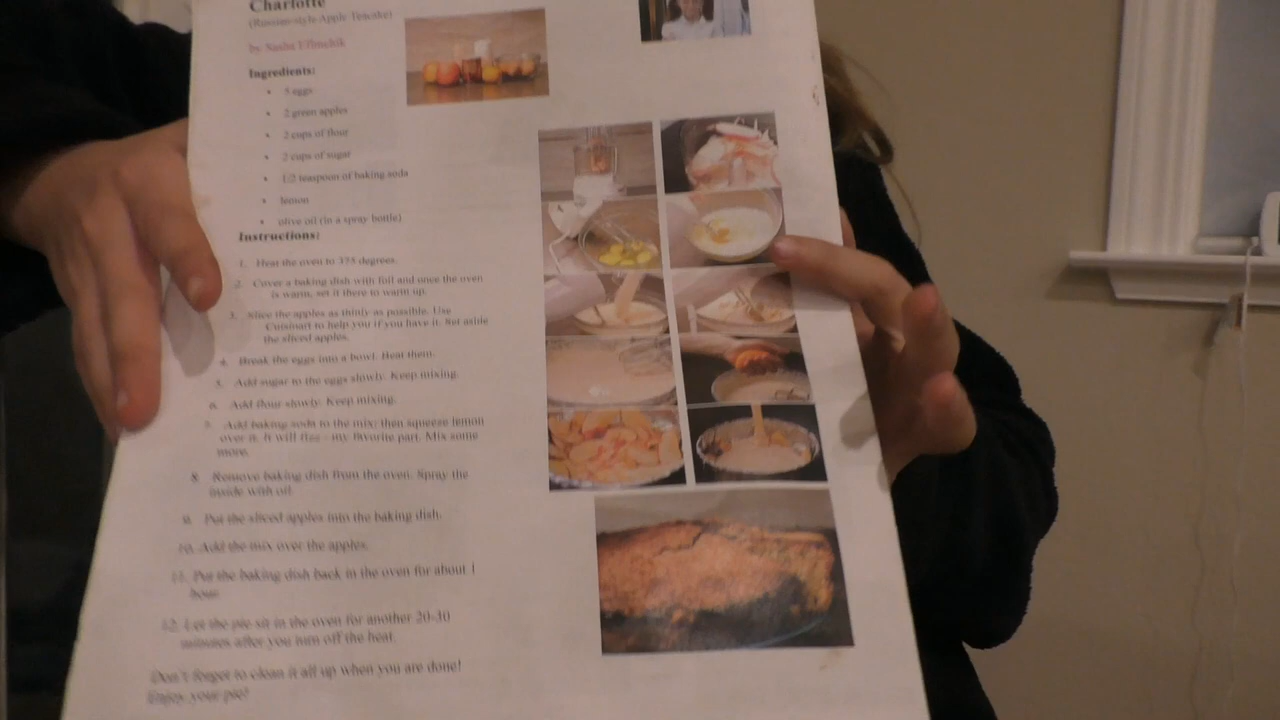 Charlotte
(Russian-style Apple Pancake)
by Sasha
Ingredients:
• 5 eggs
• 2 green apples
• 2 cups of flour
• 2 cups of sugar
• 1/2 teaspoon of baking soda
• lemon
• olive oil (in a spray bottle)
Instructions:
1. Heat the oven to 375 degrees.
2. Cover a baking dish with foil and once the oven
is warm, set it there to warm up.
3. Slice the apples as thinly as possible. Use
Cuisinart to help you if you have it. Set aside
the sliced apples.
4. Break the eggs into a bowl. Beat them.
5. Add sugar to the eggs slowly. Keep mixing.
6. Add flour slowly. Keep mixing.
7. Add baking soda to the mix; then squeeze lemon
over it. It will fizz - my favorite part. Mix some
more.
8. Remove baking dish from the oven. Spray the
inside with oil
9. Put the sliced apples into the baking dish.
10. Add the mix over the apples.
11. Put the baking dish back in the oven for about 1
hour.
12. Let the pie sit in the oven for another 20-30
minutes after you turn off the heat.
Don't forget to clean it all up when you are done!
Enjoy your pie!